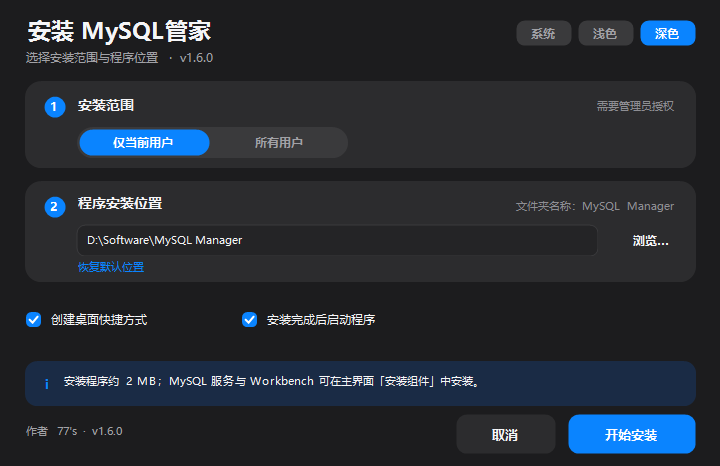 安装 MySQL管家
系统 浅色 深色
选择安装范围与程序位置 · v1.6.0
1 安装范围 需要管理员授权
仅当前用户 所有用户
2 程序安装位置 文件夹名称：MySQL Manager
D:\Software\MySQL Manager 浏览...
恢复默认位置
创建桌面快捷方式 安装完成后启动程序
i 安装程序约 2 MB；MySQL 服务与 Workbench 可在主界面「安装组件」中安装。
作者 77's · v1.6.0 取消 开始安装